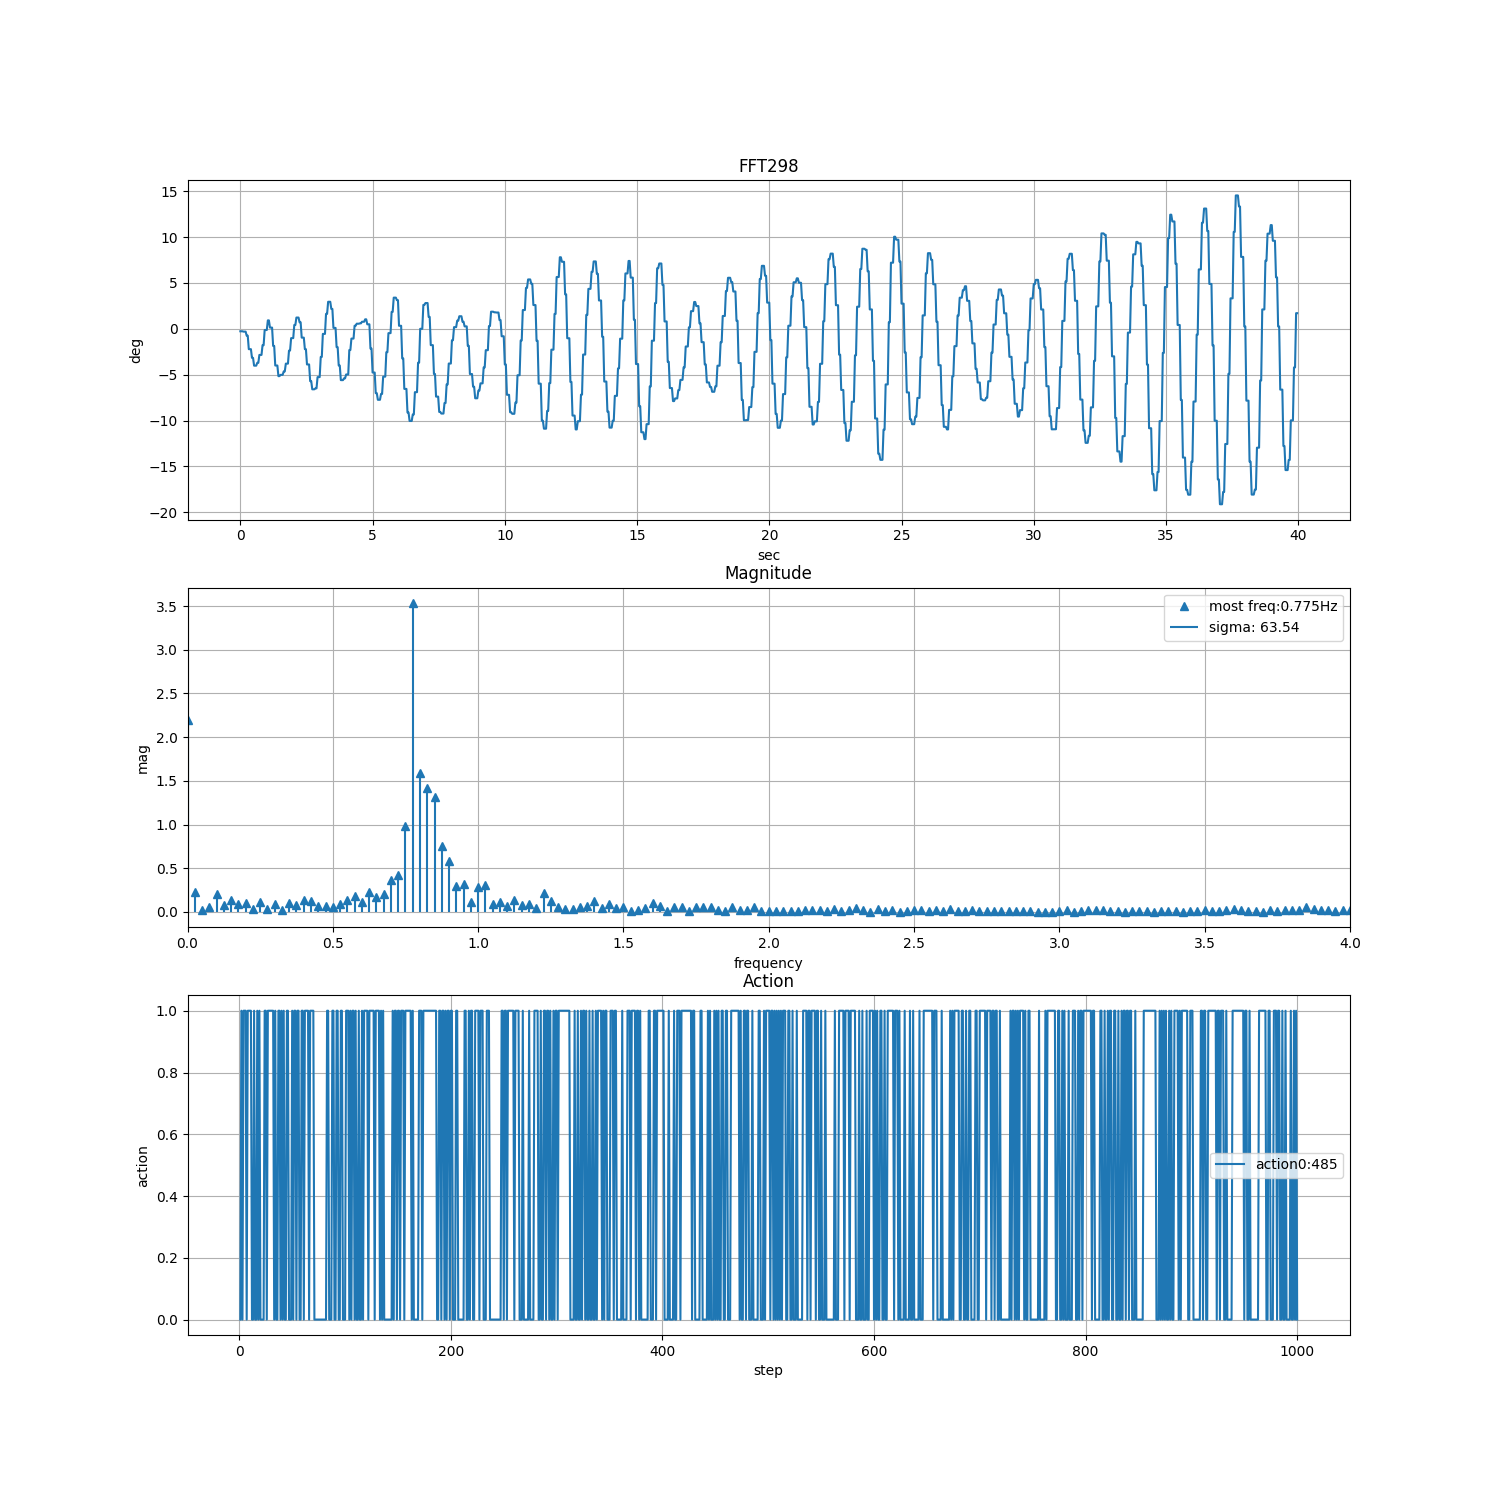 FFT298
15
10
5
0
−5
−10
−15
−20
deg
0 5 10 15 20 25 30 35 40
sec
Magnitude
3.5
3.0
2.5
2.0
1.5
1.0
0.5
0.0
mag
most freq:0.775Hz
sigma: 63.54
0.0 0.5 1.0 1.5 2.0 2.5 3.0 3.5 4.0
frequency
Action
1.0
0.8
0.6
0.4
0.2
0.0
action
action0:485
0 200 400 600 800 1000
step